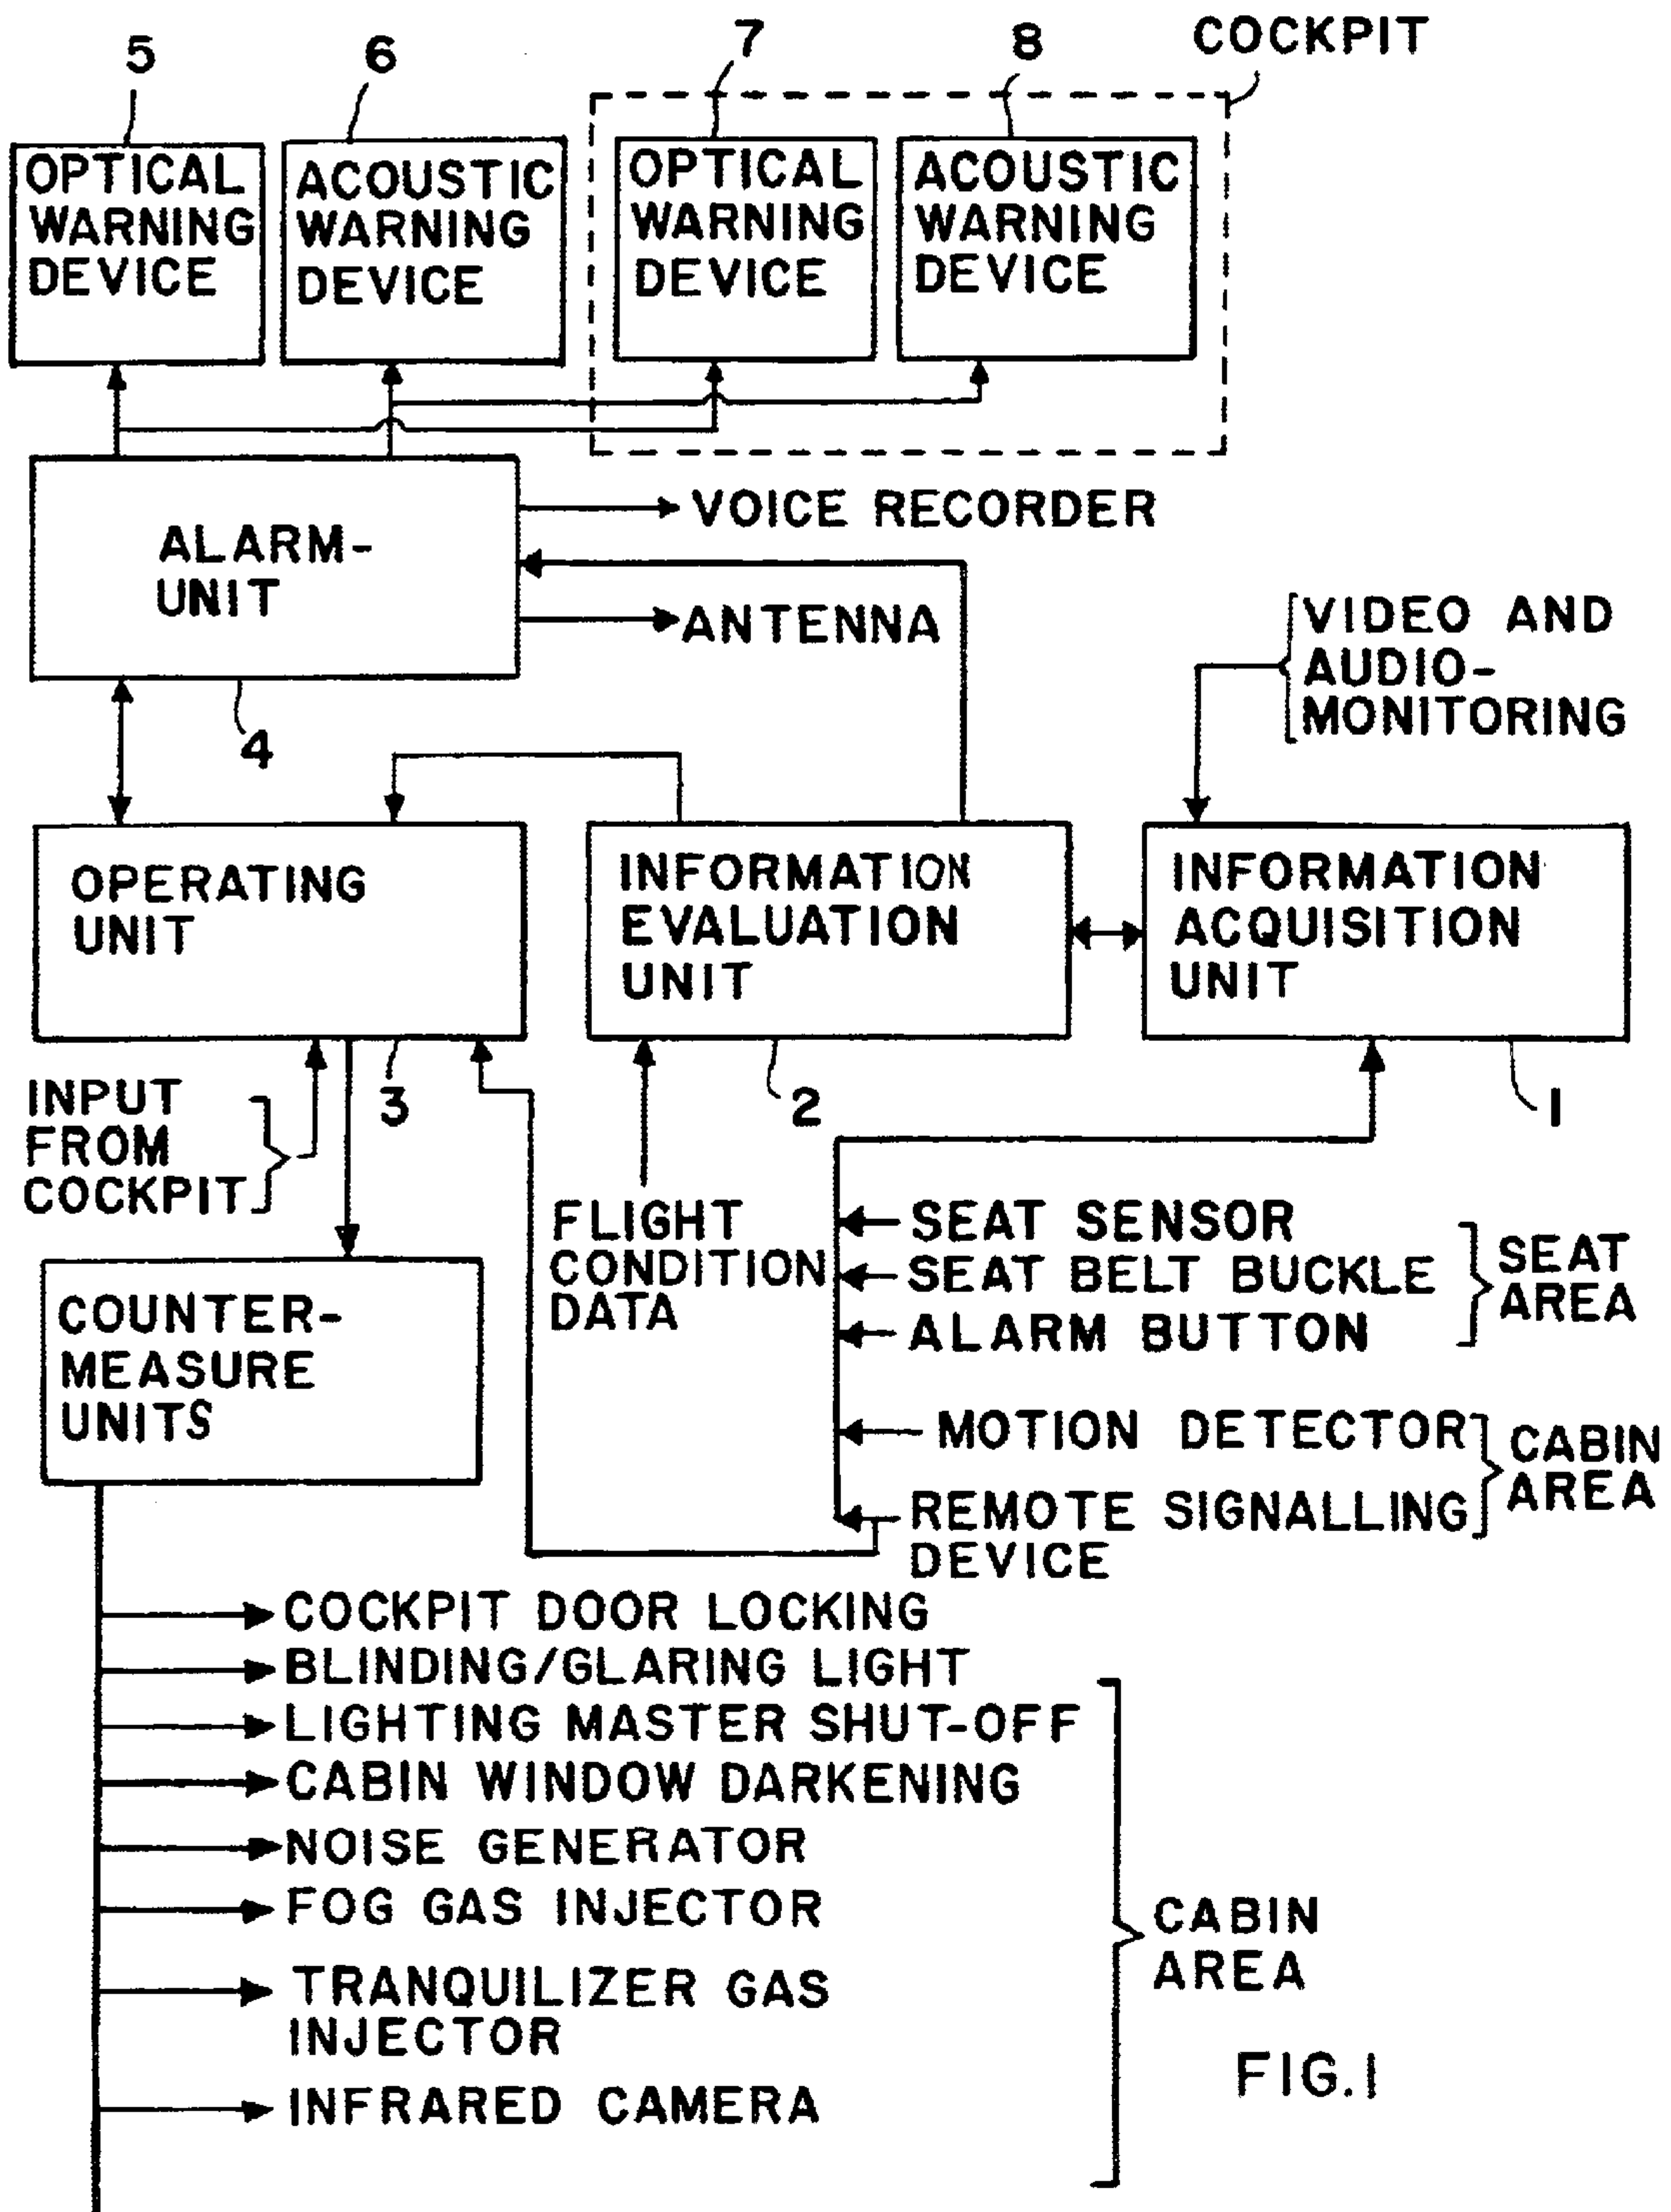 COCKPIT
5
6
7
8
OPTICAL
WARNING
DEVICE
ACOUSTIC
WARNING
DEVICE
OPTICAL
WARNING
DEVICE
ACOUSTIC
WARNING
DEVICE
ALARM-
UNIT
VOICE RECORDER
ANTENNA
4
VIDEO AND
AUDIO-
MONITORING
OPERATING
UNIT
INFORMATION
EVALUATION
UNIT
INFORMATION
ACQUISITION
UNIT
INPUT
FROM
COCKPIT
3
2
1
FLIGHT
CONDITION
DATA
SEAT SENSOR
SEAT BELT BUCKLE
ALARM BUTTON
SEAT
AREA
MOTION DETECTOR
REMOTE SIGNALLING
DEVICE
CABIN
AREA
COUNTER-
MEASURE
UNITS
COCKPIT DOOR LOCKING
BLINDING/GLARING LIGHT
LIGHTING MASTER SHUT-OFF
CABIN WINDOW DARKENING
NOISE GENERATOR
FOG GAS INJECTOR
TRANQUILIZER GAS
INJECTOR
INFRARED CAMERA
CABIN
AREA
FIG.1